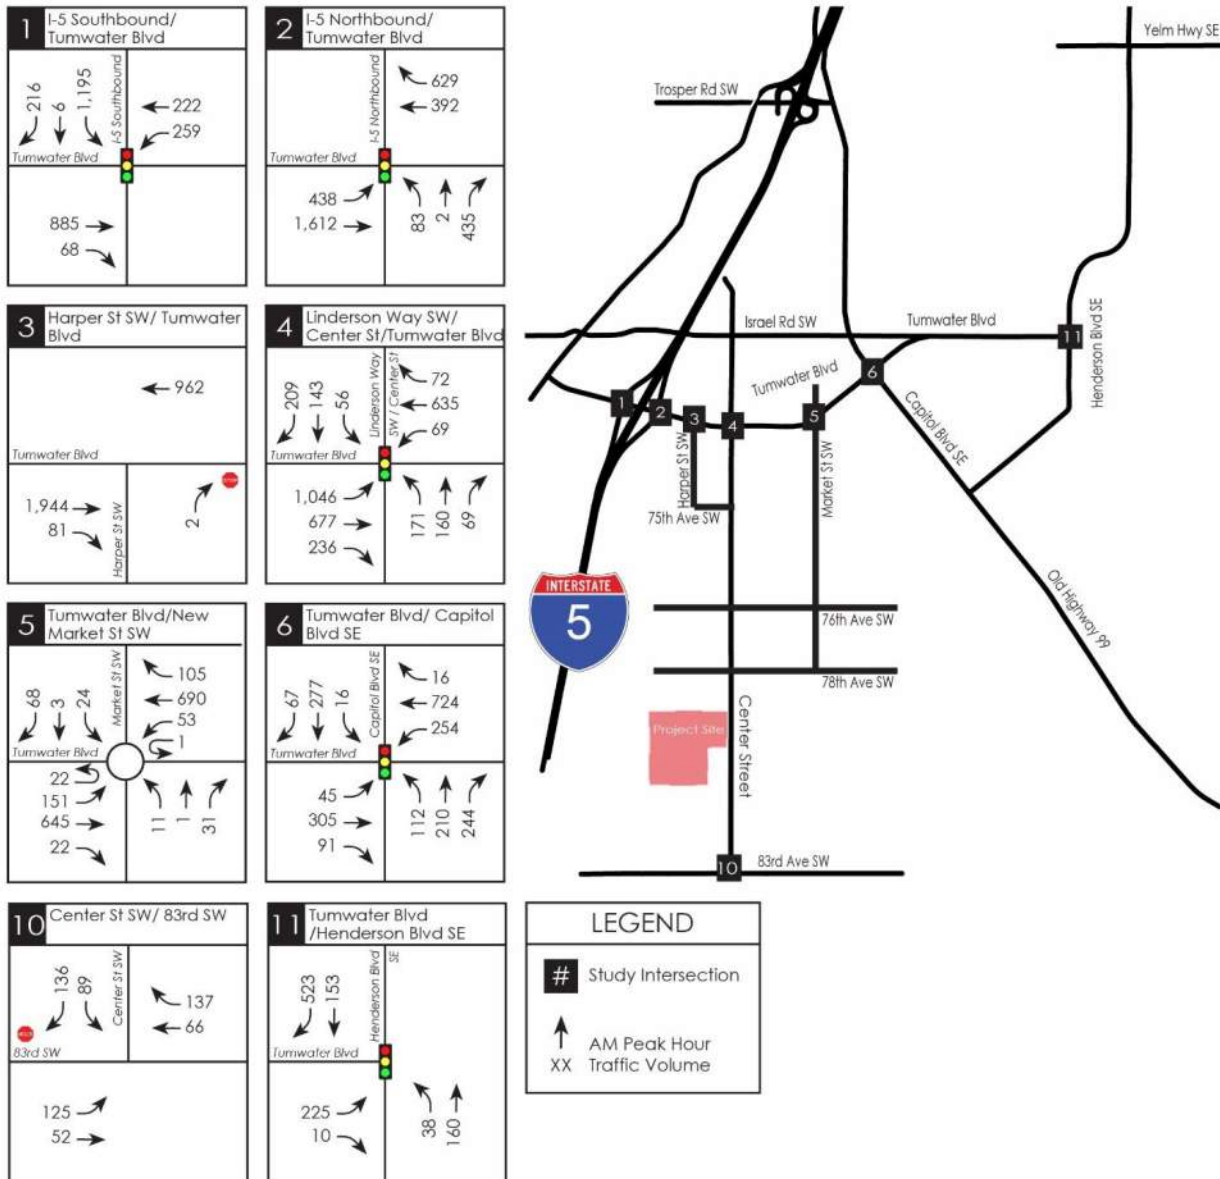 1
I-5 Southbound/
Tumwater Blvd
216
6
1,195
I-5 Southbound
222
259
Tumwater Blvd
885
68
2
I-5 Northbound/
Tumwater Blvd
I-5 Northbound
629
392
Tumwater Blvd
438
1,612
83
2
435
3
Harper St SW/ Tumwater
Blvd
962
Tumwater Blvd
1,944
81
Harper St SW
2
4
Linderson Way SW/
Center St/Tumwater Blvd
209
143
56
Linderson Way
SW / Center St
72
635
69
Tumwater Blvd
1,046
677
236
171
160
69
5
Tumwater Blvd/New
Market St SW
68
3
24
Market St SW
105
690
53
1
Tumwater Blvd
22
151
645
22
11
1
31
6
Tumwater Blvd/ Capitol
Blvd SE
67
277
16
Capitol Blvd SE
16
724
254
Tumwater Blvd
45
305
91
112
210
244
10
Center St SW/ 83rd SW
136
89
Center St SW
137
66
83rd SW
125
52
11
Tumwater Blvd
/Henderson Blvd SE
523
153
Henderson Blvd
SE
Tumwater Blvd
225
10
38
160
Yelm Hwy SE
Trosper Rd SW
Israel Rd SW
Tumwater Blvd
11
Henderson Blvd SE
Tumwater Blvd
6
1
2
3
4
5
Capitol Blvd SE
Harper St SW
Market St SW
75th Ave SW
INTERSTATE
5
Old Highway 99
76th Ave SW
78th Ave SW
Center Street
Project Site
10
83rd Ave SW
LEGEND
# Study Intersection
AM Peak Hour
XX Traffic Volume